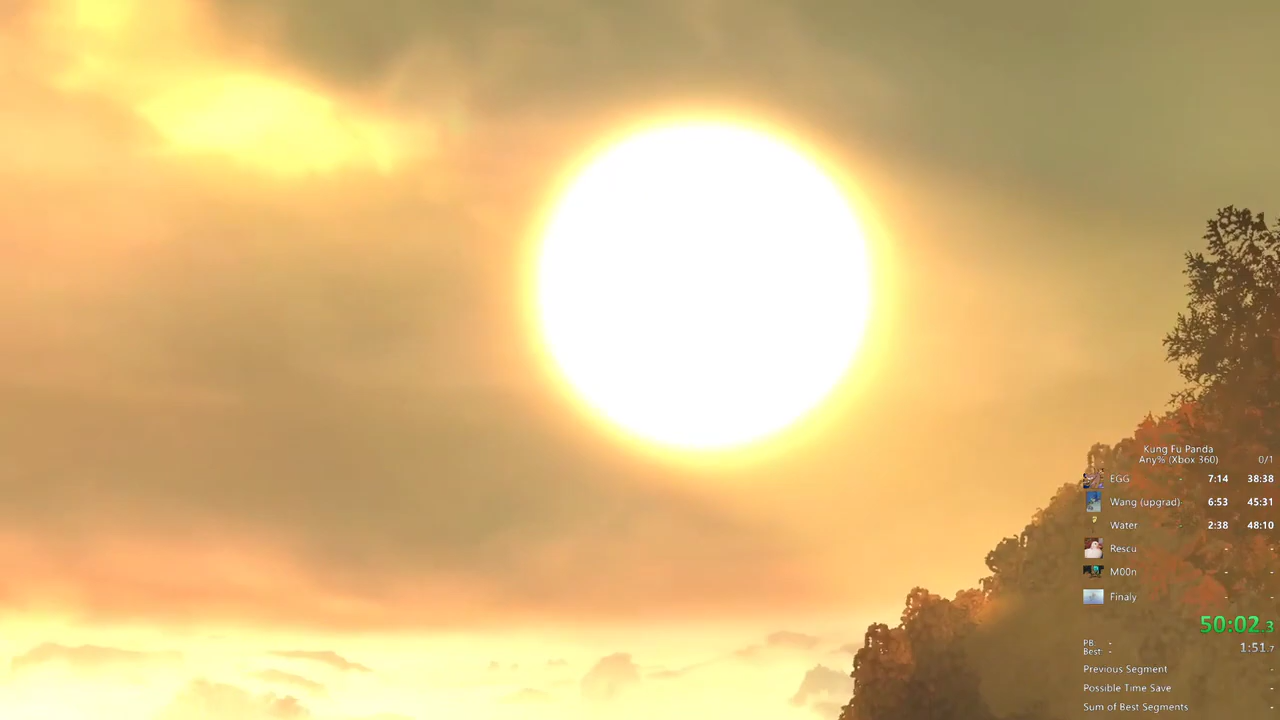 Kung Fu Panda
Any% (Xbox 360) 0/1
EGG - 7:14 38:38
Wang (upgrad) - 6:53 45:31
Water - 2:38 48:10
Rescu - -
M00n - -
Finaly - -
50:02.3
PB: -
Best: - 1:51.7
Previous Segment -
Possible Time Save -
Sum of Best Segments -